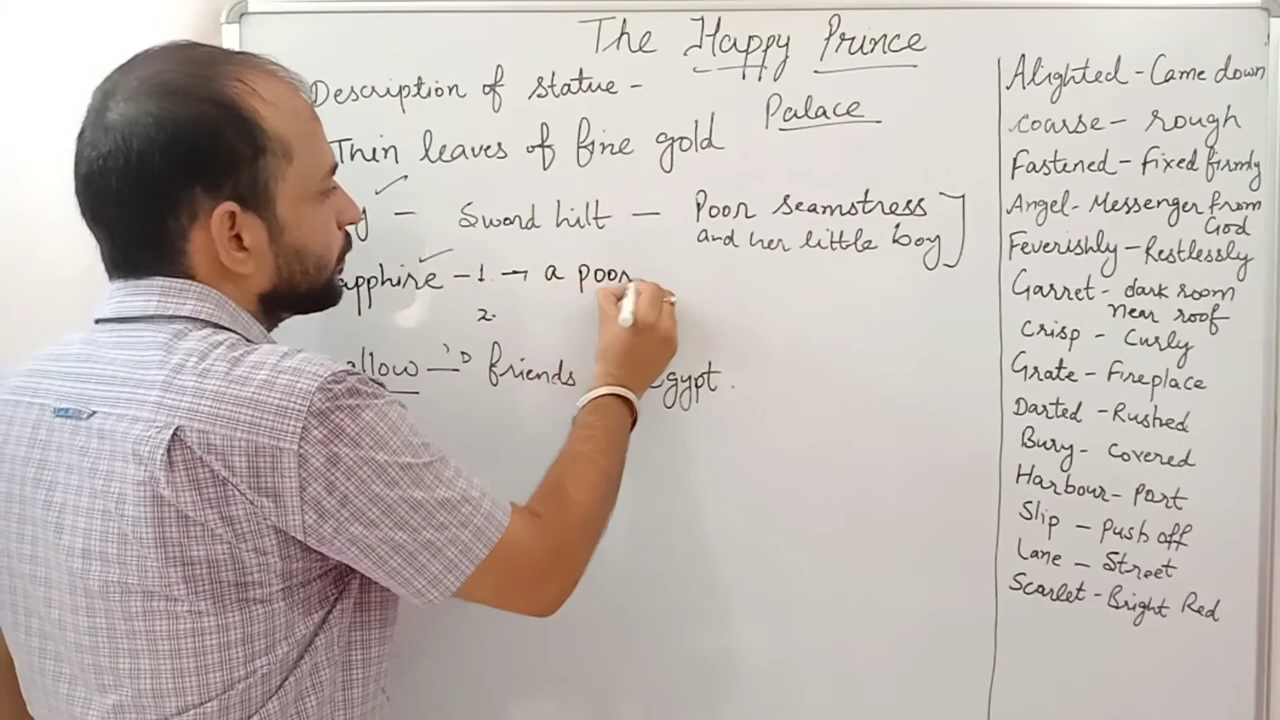 The Happy Prince
Description of statue -
Palace
Thin leaves of fine gold
y - Sword hilt - Poor seamstress
and her little boy
apphire - 1. → a poor
2.
allow - friends Egypt.
Alighted - Came down
coarse - rough
Fastened - fixed firmly
Angel - Messenger from
God
Feverishly - Restlessly
Garret - dark room
near roof
Crisp - Curly
Grate - Fireplace
Darted - Rushed
Bury - Covered
Harbour - Port
Slip - Push off
Lane - Street
Scarlet - Bright Red